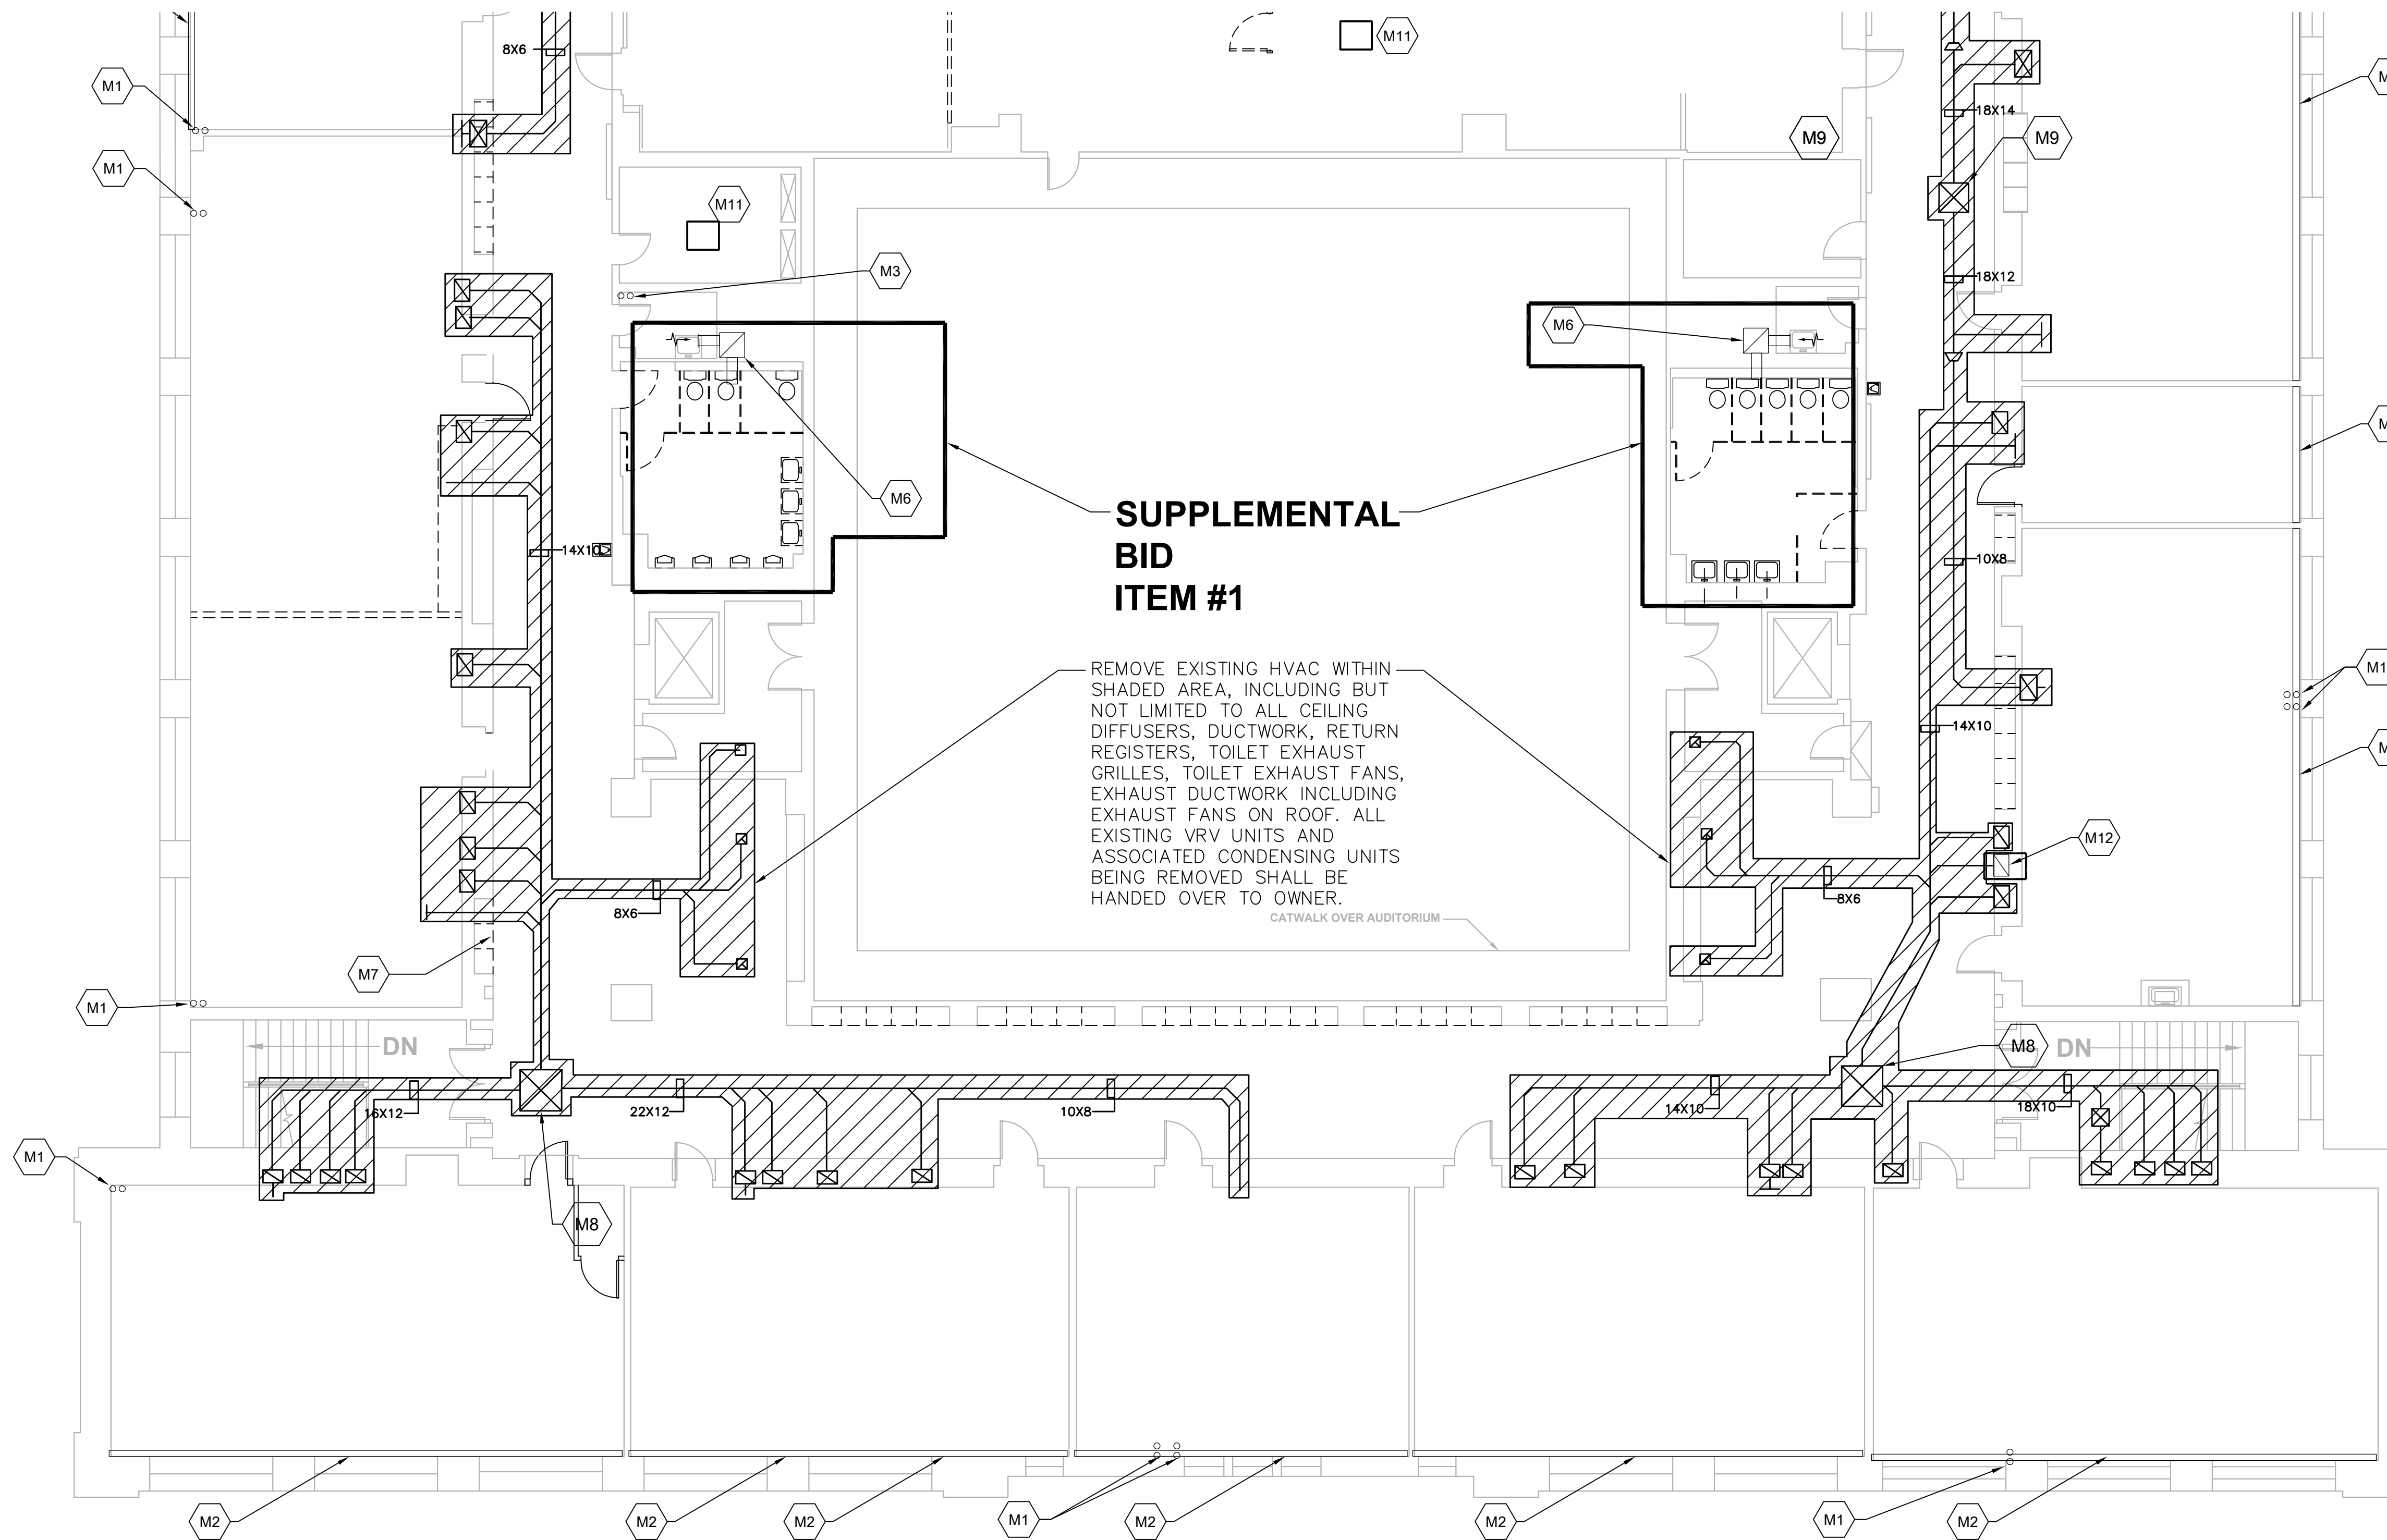 8X6
M11
M1
M
18X14
M9
M9
M1
M11
M3
18X12
M6
M6
M
M6
SUPPLEMENTAL
BID
ITEM #1
14X10
10X8
REMOVE EXISTING HVAC WITHIN
SHADED AREA, INCLUDING BUT
NOT LIMITED TO ALL CEILING
DIFFUSERS, DUCTWORK, RETURN
REGISTERS, TOILET EXHAUST
GRILLES, TOILET EXHAUST FANS,
EXHAUST DUCTWORK INCLUDING
EXHAUST FANS ON ROOF. ALL
EXISTING VRV UNITS AND
ASSOCIATED CONDENSING UNITS
BEING REMOVED SHALL BE
HANDED OVER TO OWNER.
M1
14X10
M
M12
8X6
8X6
CATWALK OVER AUDITORIUM
M7
M1
DN
M8
DN
16X12
22X12
10X8
14X10
18X10
M1
M8
M2
M2
M2
M1
M2
M2
M1
M2